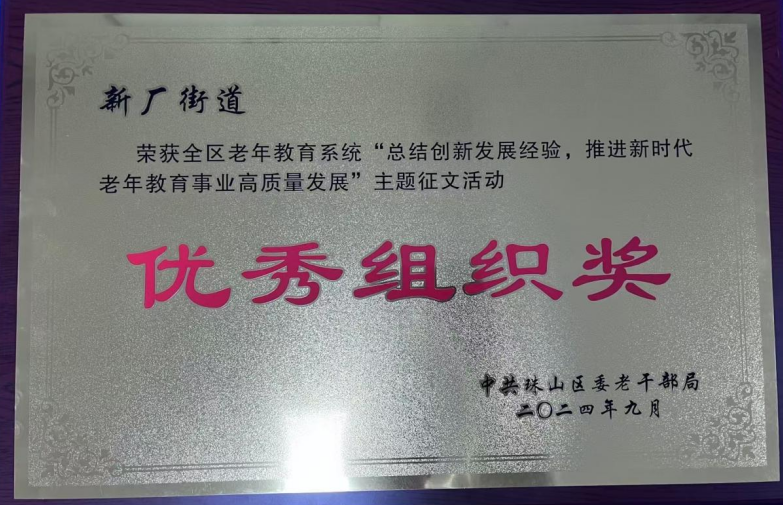 新厂街道
荣获全区老年教育系统“总结创新发展经验，推进新时代
老年教育事业高质量发展”主题征文活动
优秀组织奖
中共珠山区委老干部局
二〇二四年九月